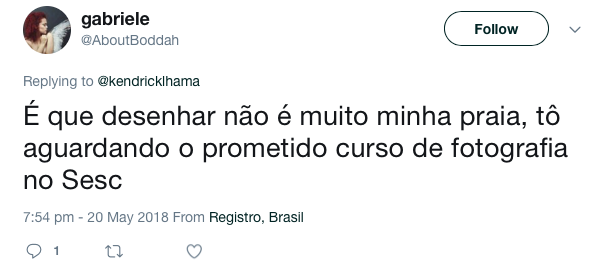 gabriele
@AboutBoddah
Follow
Replying to @kendricklhama
É que desenhar não é muito minha praia, tô
aguardando o prometido curso de fotografia
no Sesc
7:54 pm - 20 May 2018 From Registro, Brasil
1